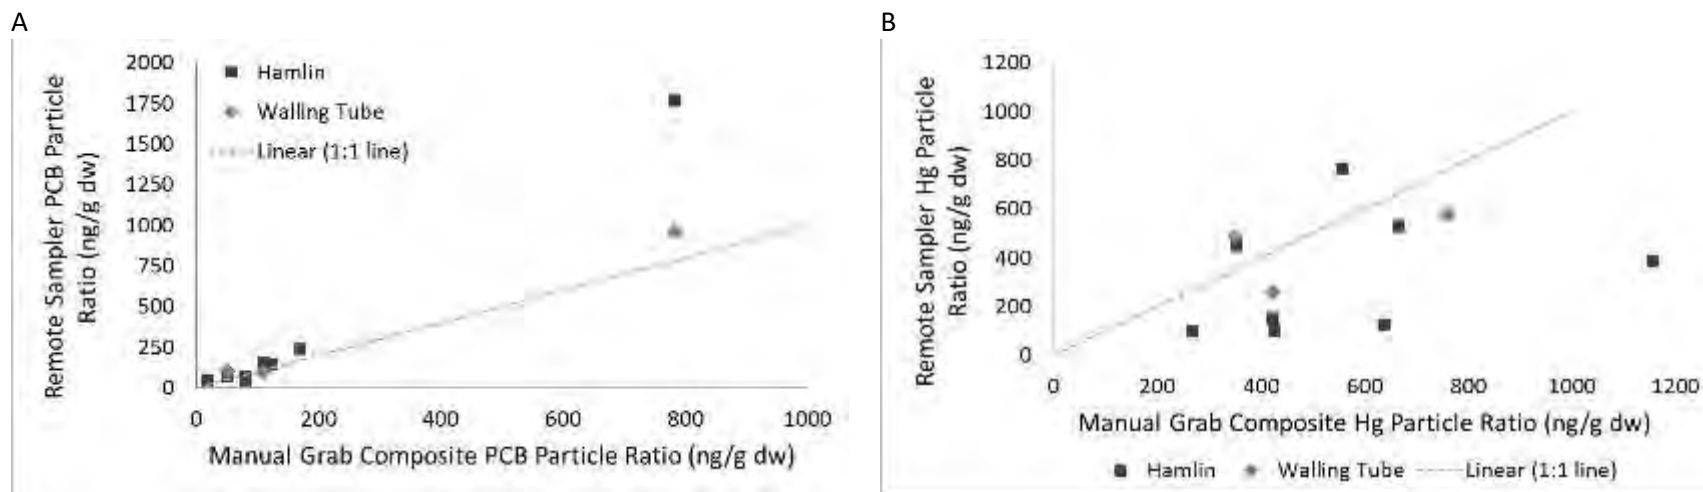 A
Remote Sampler PCB Particle
Ratio (ng/g dw)
2000
1750
1500
1250
1000
750
500
250
0
Hamlin
Walling Tube
Linear (1:1 line)
0 200 400 600 800 1000
Manual Grab Composite PCB Particle Ratio (ng/g dw)
B
Remote Sampler Hg Particle
Ratio (ng/g dw)
1200
1000
800
600
400
200
0
0 200 400 600 800 1000 1200
Manual Grab Composite Hg Particle Ratio (ng/g dw)
Hamlin Walling Tube Linear (1:1 line)